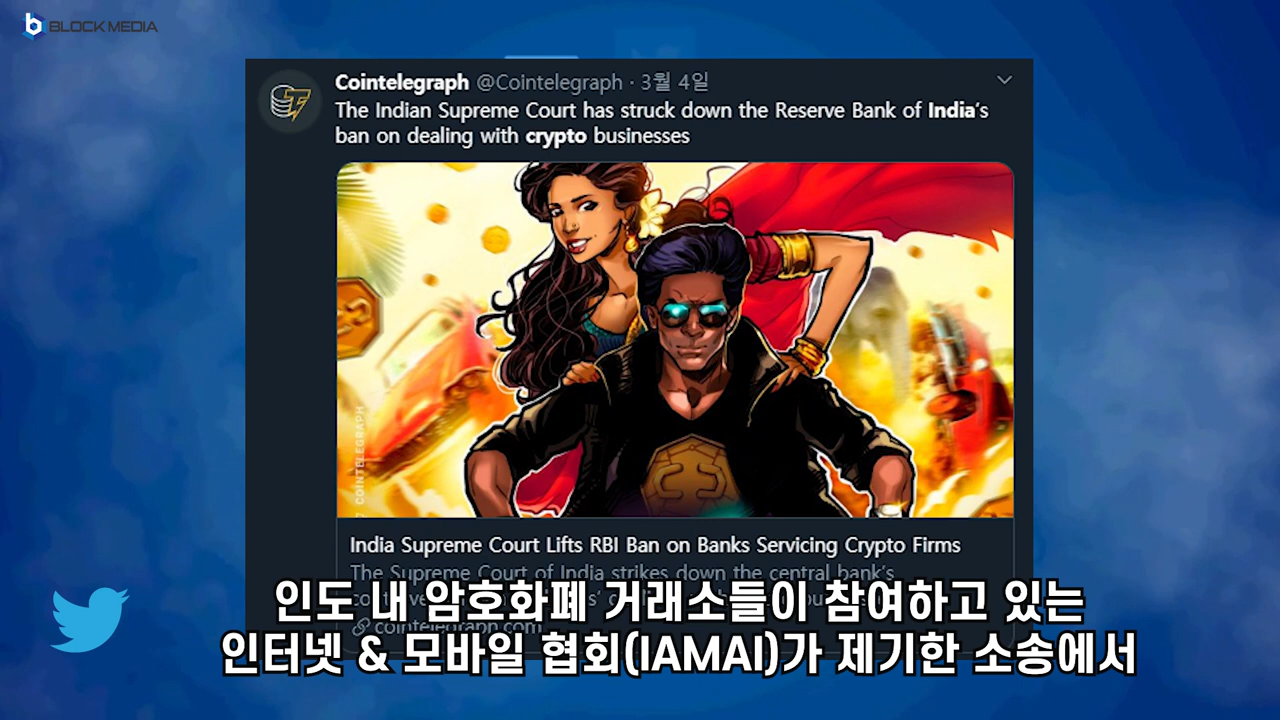 BLOCK MEDIA
Cointelegraph @Cointelegraph · 3월 4일
The Indian Supreme Court has struck down the Reserve Bank of India's
ban on dealing with crypto businesses
COINTELEGRAPH
India Supreme Court Lifts RBI Ban on Banks Servicing Crypto Firms
The Supreme Court of India strikes down the central bank's
cointelegraph.com
인도 내 암호화폐 거래소들이 참여하고 있는
인터넷 & 모바일 협회(IAMAI)가 제기한 소송에서